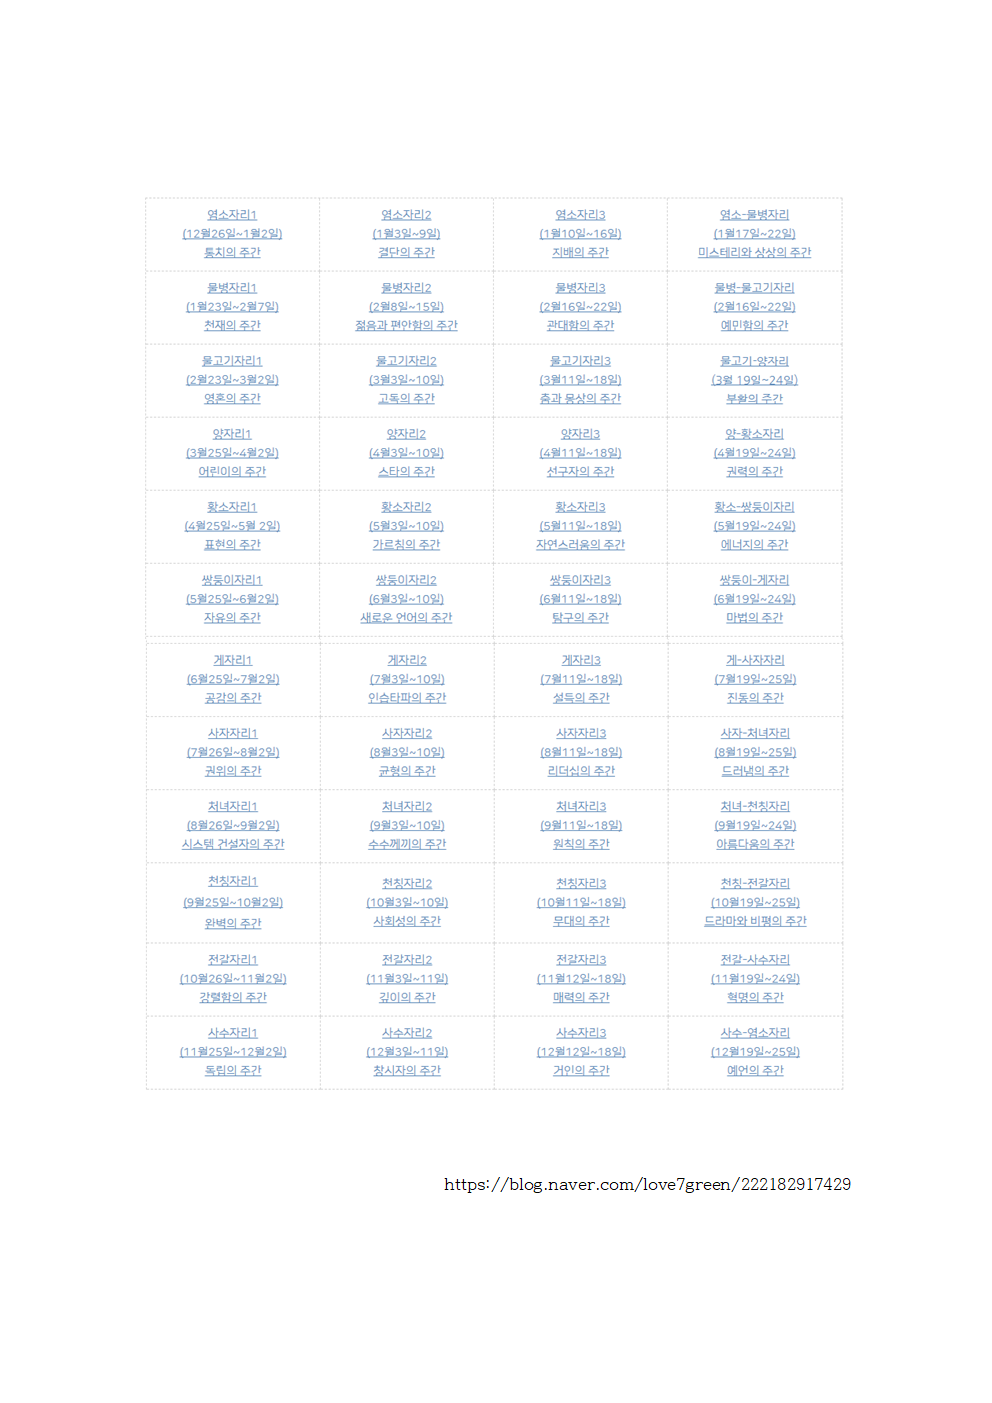 염소자리1
(12월26일~1월2일)
통치의 주간
염소자리2
(1월3일~9일)
결단의 주간
염소자리3
(1월10일~16일)
지배의 주간
염소-물병자리
(1월17일~22일)
미스테리와 상상의 주간
물병자리1
(1월23일~2월7일)
천재의 주간
물병자리2
(2월8일~15일)
젊음과 편안함의 주간
물병자리3
(2월16일~22일)
관대함의 주간
물병-물고기자리
(2월16일~22일)
예민함의 주간
물고기자리1
(2월23일~3월2일)
영혼의 주간
물고기자리2
(3월3일~10일)
고독의 주간
물고기자리3
(3월11일~18일)
춤과 몽상의 주간
물고기-양자리
(3월 19일~24일)
부활의 주간
양자리1
(3월25일~4월2일)
어린이의 주간
양자리2
(4월3일~10일)
스타의 주간
양자리3
(4월11일~18일)
선구자의 주간
양-황소자리
(4월19일~24일)
권력의 주간
황소자리1
(4월25일~5월 2일)
표현의 주간
황소자리2
(5월3일~10일)
가르침의 주간
황소자리3
(5월11일~18일)
자연스러움의 주간
황소-쌍둥이자리
(5월19일~24일)
에너지의 주간
쌍둥이자리1
(5월25일~6월2일)
자유의 주간
쌍둥이자리2
(6월3일~10일)
새로운 언어의 주간
쌍둥이자리3
(6월11일~18일)
탐구의 주간
쌍둥이-게자리
(6월19일~24일)
마법의 주간
게자리1
(6월25일~7월2일)
공감의 주간
게자리2
(7월3일~10일)
인습타파의 주간
게자리3
(7월11일~18일)
설득의 주간
게-사자자리
(7월19일~25일)
진동의 주간
사자자리1
(7월26일~8월2일)
권위의 주간
사자자리2
(8월3일~10일)
균형의 주간
사자자리3
(8월11일~18일)
리더십의 주간
사자-처녀자리
(8월19일~25일)
드러냄의 주간
처녀자리1
(8월26일~9월2일)
시스템 건설자의 주간
처녀자리2
(9월3일~10일)
수수께끼의 주간
처녀자리3
(9월11일~18일)
원칙의 주간
처녀-천칭자리
(9월19일~24일)
아름다움의 주간
천칭자리1
(9월25일~10월2일)
완벽의 주간
천칭자리2
(10월3일~10일)
사회성의 주간
천칭자리3
(10월11일~18일)
무대의 주간
천칭-전갈자리
(10월19일~25일)
드라마와 비평의 주간
전갈자리1
(10월26일~11월2일)
강렬함의 주간
전갈자리2
(11월3일~11일)
깊이의 주간
전갈자리3
(11월12일~18일)
매력의 주간
전갈-사수자리
(11월19일~24일)
혁명의 주간
사수자리1
(11월25일~12월2일)
독립의 주간
사수자리2
(12월3일~11일)
창시자의 주간
사수자리3
(12월12일~18일)
거인의 주간
사수-염소자리
(12월19일~25일)
예언의 주간
https://blog.naver.com/love7green/222182917429